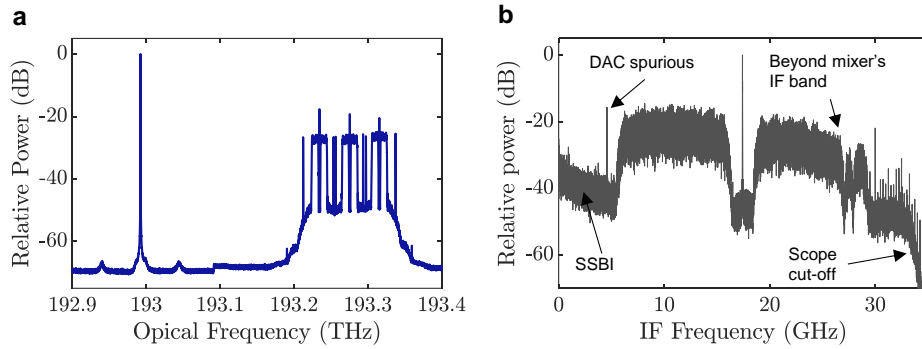 a
Relative Power (dB)
0
-20
-40
-60
192.9
193
193.1
193.2
193.3
193.4
Opical Frequency (THz)
b
Relative power (dB)
0
-20
-40
-60
DAC spurious
Beyond mixer's
IF band
SSBI
Scope
cut-off
0
10
20
30
IF Frequency (GHz)